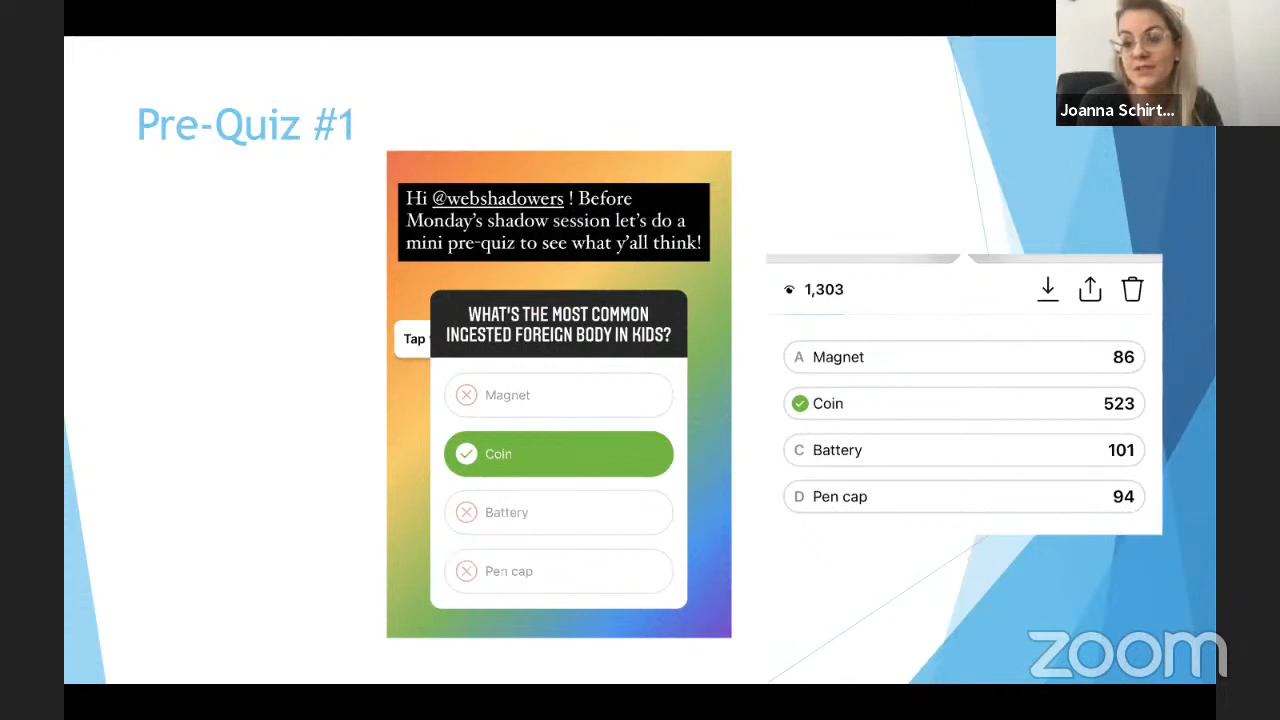 Pre-Quiz #1
Hi @webshadowers ! Before
Monday's shadow session let's do a
mini pre-quiz to see what y'all think!
Tap
WHAT'S THE MOST COMMON
INGESTED FOREIGN BODY IN KIDS?
Magnet
Coin
Battery
Pen cap
1,303
A Magnet 86
Coin 523
C Battery 101
D Pen cap 94
Joanna Schirt...
zoom